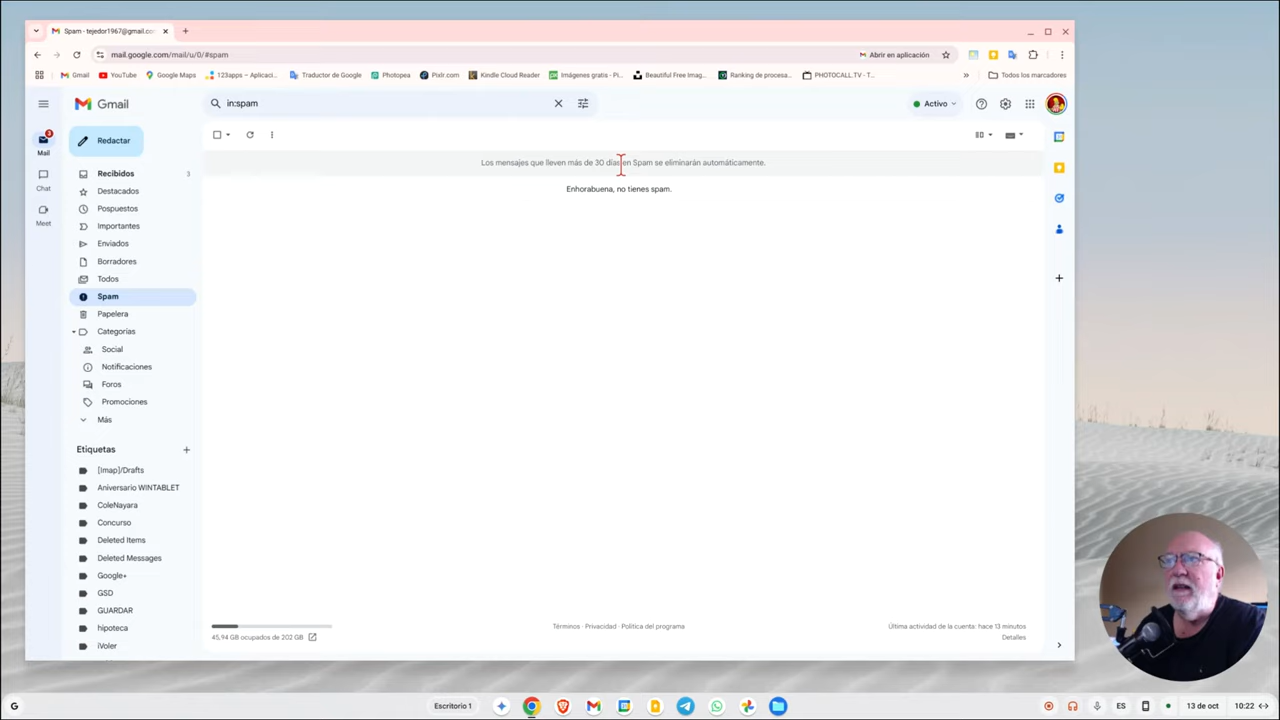 Spam - tejedor1967@gmail.co
mail.google.com/mail/u/0/#spam
Abrir en aplicación
Gmail
YouTube
Google Maps
123apps – Aplicaci...
Traductor de Google
Photopea
Pixlr.com
Kindle Cloud Reader
Imágenes gratis - Pi...
Beautiful Free Imag...
Ranking de procesa...
PHOTOCALL.TV - T...
»
Todos los marcadores
Gmail
in:spam
Activo
3
Mail
Chat
Meet
Redactar
Recibidos 3
Destacados
Pospuestos
Importantes
Enviados
Borradores
Todos
Spam
Papelera
Categorías
Social
Notificaciones
Foros
Promociones
Más
Etiquetas
[Imap]/Drafts
Aniversario WINTABLET
ColeNayara
Concurso
Deleted Items
Deleted Messages
Google+
GSD
GUARDAR
hipoteca
iVoler
Los mensajes que lleven más de 30 días en Spam se eliminarán automáticamente.
Enhorabuena, no tienes spam.
45,94 GB ocupados de 202 GB
Términos · Privacidad · Política del programa
Última actividad de la cuenta: hace 13 minutos
Detalles
G
Escritorio 1
ES
13 de oct
10:22